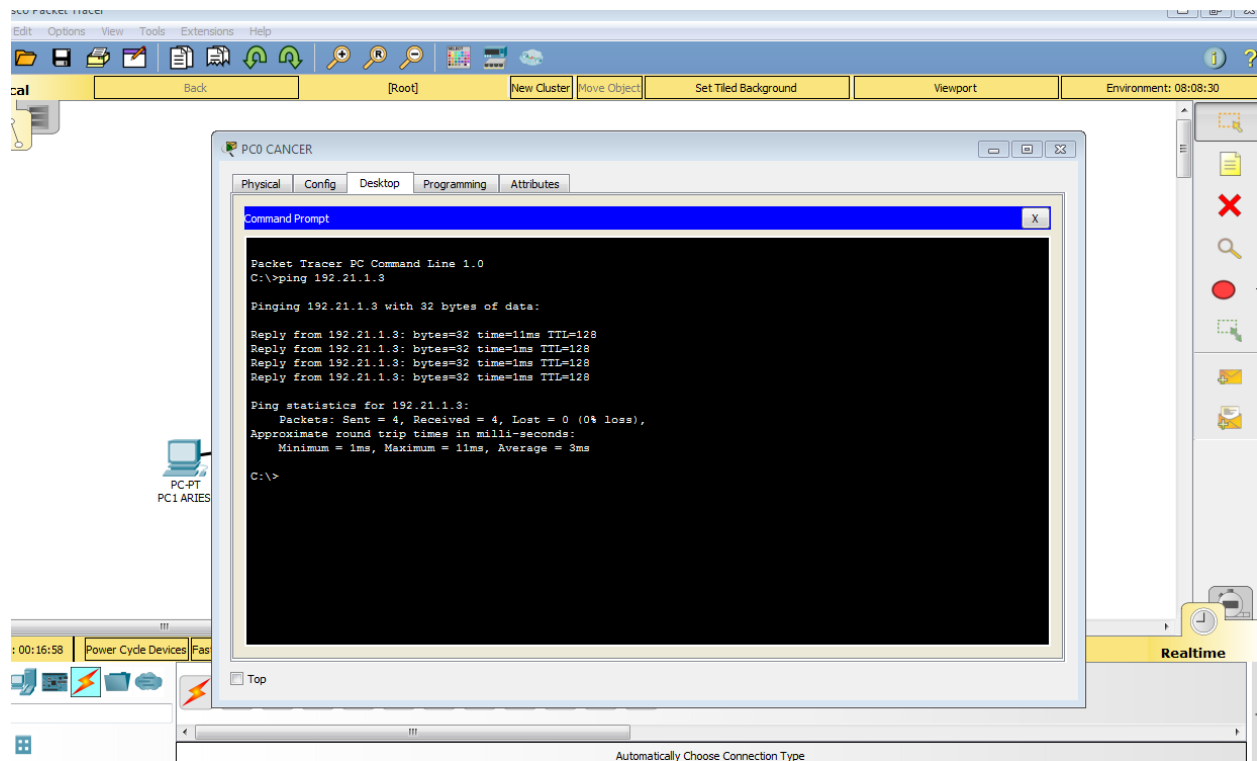 sco Packet Tracer
Edit Options View Tools Extensions Help
cal Back [Root] New Cluster Move Object Set Tiled Background Viewport Environment: 08:08:30
PC0 CANCER
Physical Config Desktop Programming Attributes
Command Prompt X
Packet Tracer PC Command Line 1.0
C:\>ping 192.21.1.3
Pinging 192.21.1.3 with 32 bytes of data:
Reply from 192.21.1.3: bytes=32 time=11ms TTL=128
Reply from 192.21.1.3: bytes=32 time=1ms TTL=128
Reply from 192.21.1.3: bytes=32 time=1ms TTL=128
Reply from 192.21.1.3: bytes=32 time=1ms TTL=128
Ping statistics for 192.21.1.3:
Packets: Sent = 4, Received = 4, Lost = 0 (0% loss),
Approximate round trip times in milli-seconds:
Minimum = 1ms, Maximum = 11ms, Average = 3ms
C:\>
PC-PT
PC1 ARIES
: 00:16:58 Power Cycle Devices Fas
Realtime
Top
Automatically Choose Connection Type